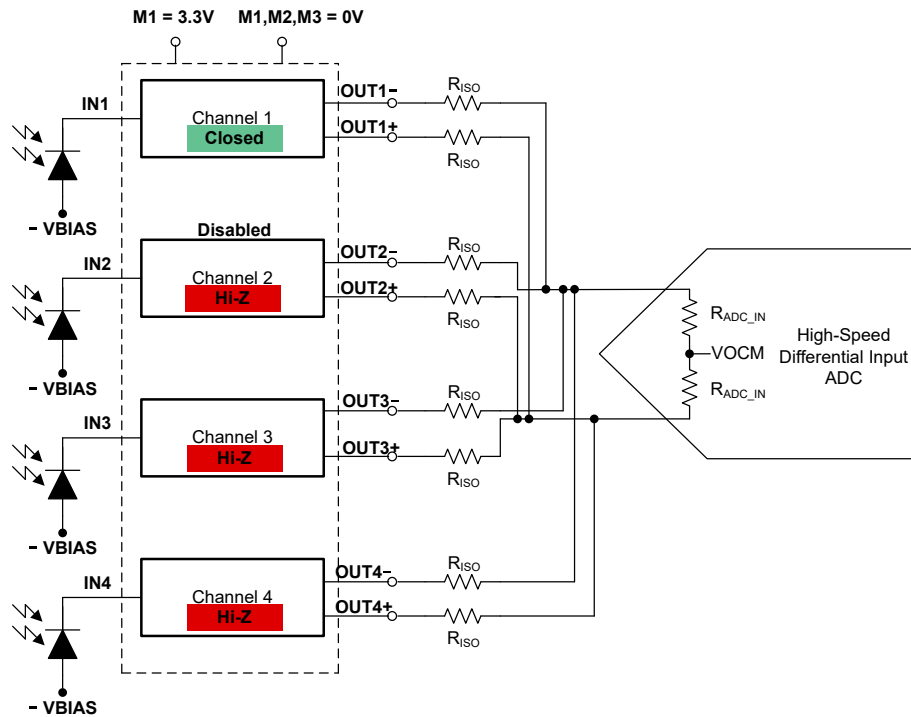 M1 = 3.3V
M1,M2,M3 = 0V
IN1
Channel 1
Closed
OUT1−
OUT1+
RISO
RISO
− VBIAS
Disabled
IN2
Channel 2
Hi-Z
OUT2−
OUT2+
RISO
RISO
− VBIAS
IN3
Channel 3
Hi-Z
OUT3−
OUT3+
RISO
RISO
− VBIAS
IN4
Channel 4
Hi-Z
OUT4−
OUT4+
RISO
RISO
− VBIAS
RADC_IN
VOCM
RADC_IN
High-Speed
Differential Input
ADC